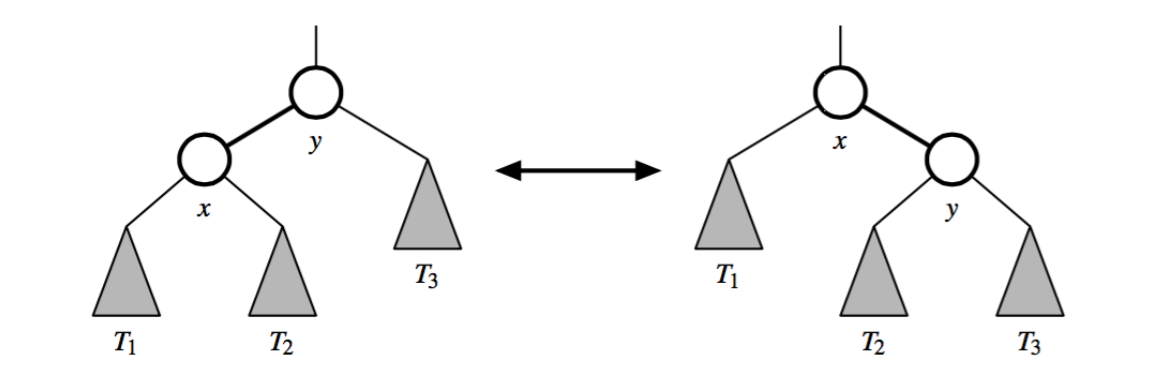 y x
x y
T₃ T₁
T₁ T₂ T₂ T₃